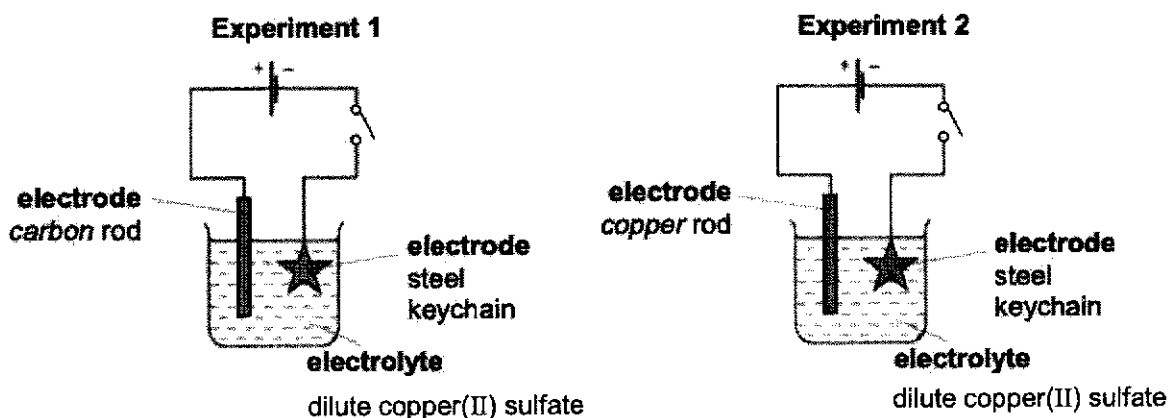 Experiment 1
+ −
electrode
carbon rod
electrode
steel
keychain
electrolyte
dilute copper(II) sulfate
Experiment 2
+ −
electrode
copper rod
electrode
steel
keychain
electrolyte
dilute copper(II) sulfate